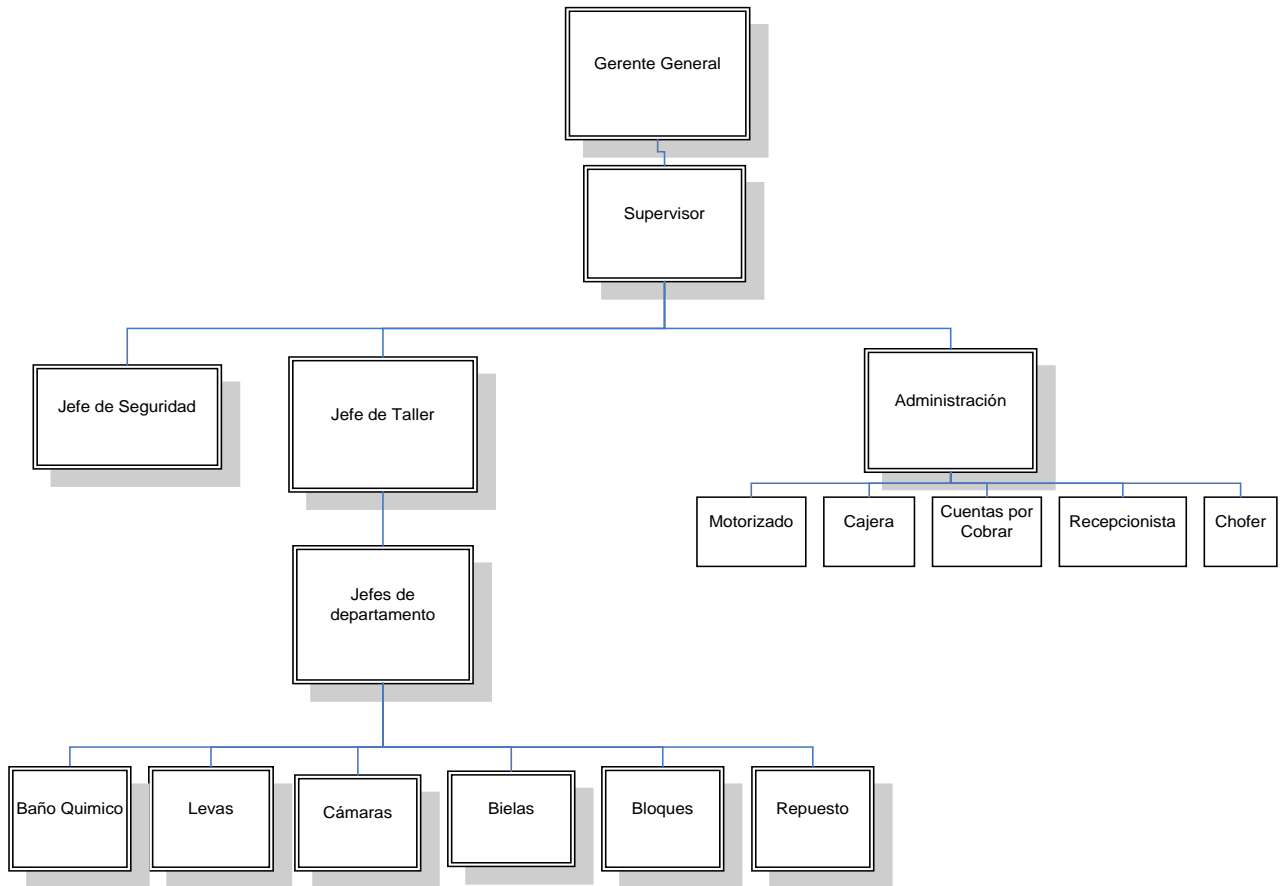 Gerente General
Supervisor
Jefe de Seguridad
Jefe de Taller
Administración
Motorizado
Cajera
Cuentas por
Cobrar
Recepcionista
Chofer
Jefes de
departamento
Baño Quimico
Levas
Cámaras
Bielas
Bloques
Repuesto